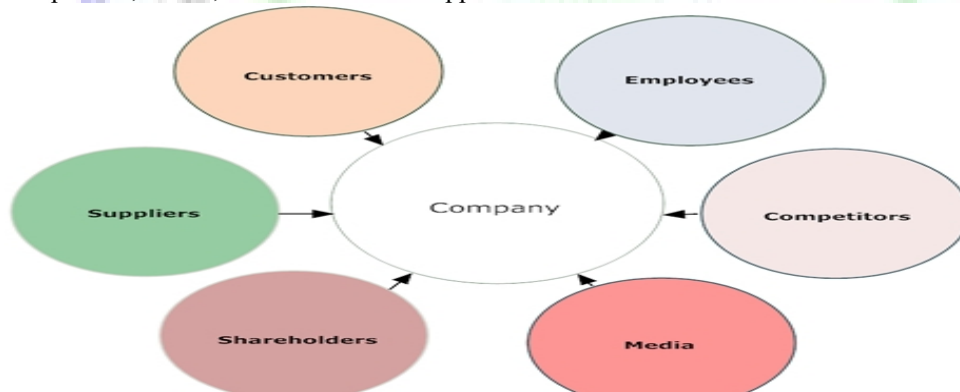 Customers
Employees
Suppliers
Company
Competitors
Shareholders
Media